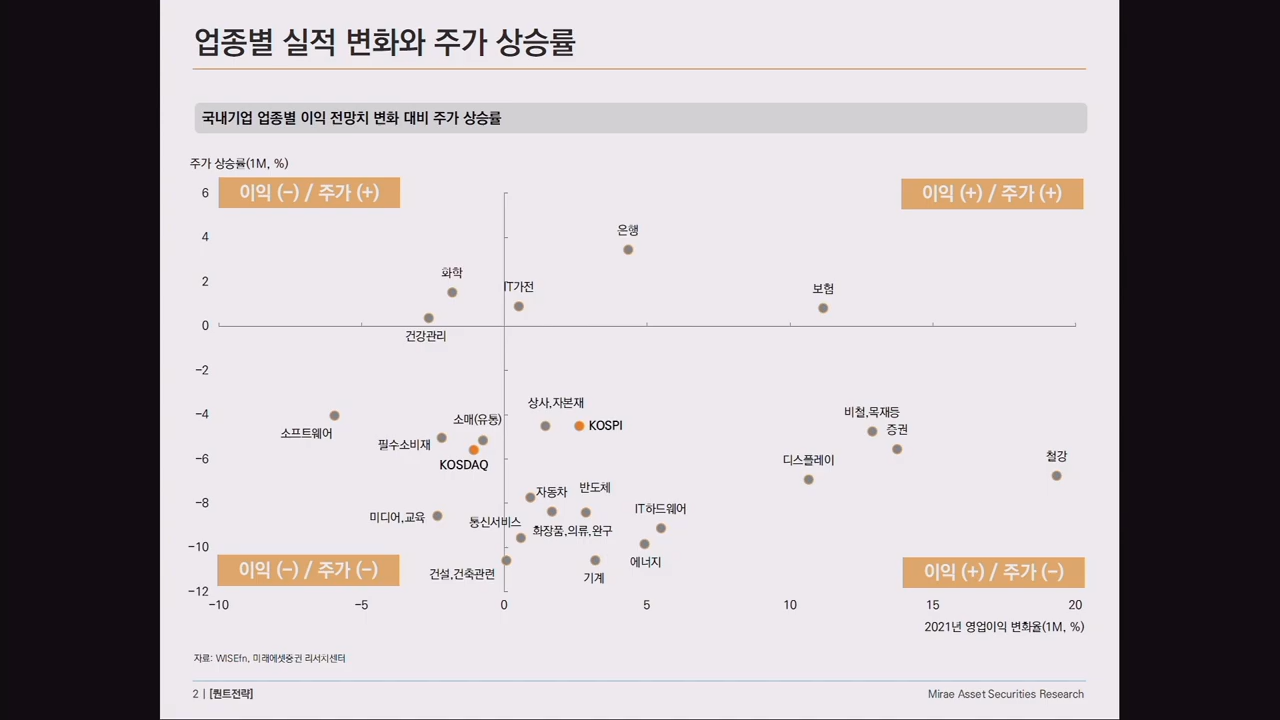 업종별 실적 변화와 주가 상승률
국내기업 업종별 이익 전망치 변화 대비 주가 상승률
주가 상승률(1M, %)
이익 (−) / 주가 (+)
이익 (+) / 주가 (+)
6
4
2
0
−2
−4
−6
−8
−10
−12
은행
화학
IT가전
보험
건강관리
상사,자본재
비철,목재등
소매(유통)
KOSPI
증권
소프트웨어
필수소비재
KOSDAQ
디스플레이
철강
자동차
반도체
미디어,교육
통신서비스
IT하드웨어
화장품,의류,완구
에너지
건설,건축관련
기계
이익 (−) / 주가 (−)
이익 (+) / 주가 (−)
−10
−5
0
5
10
15
20
2021년 영업이익 변화율(1M, %)
자료: WISEfn, 미래에셋증권 리서치센터
2 | [퀀트전략]
Mirae Asset Securities Research